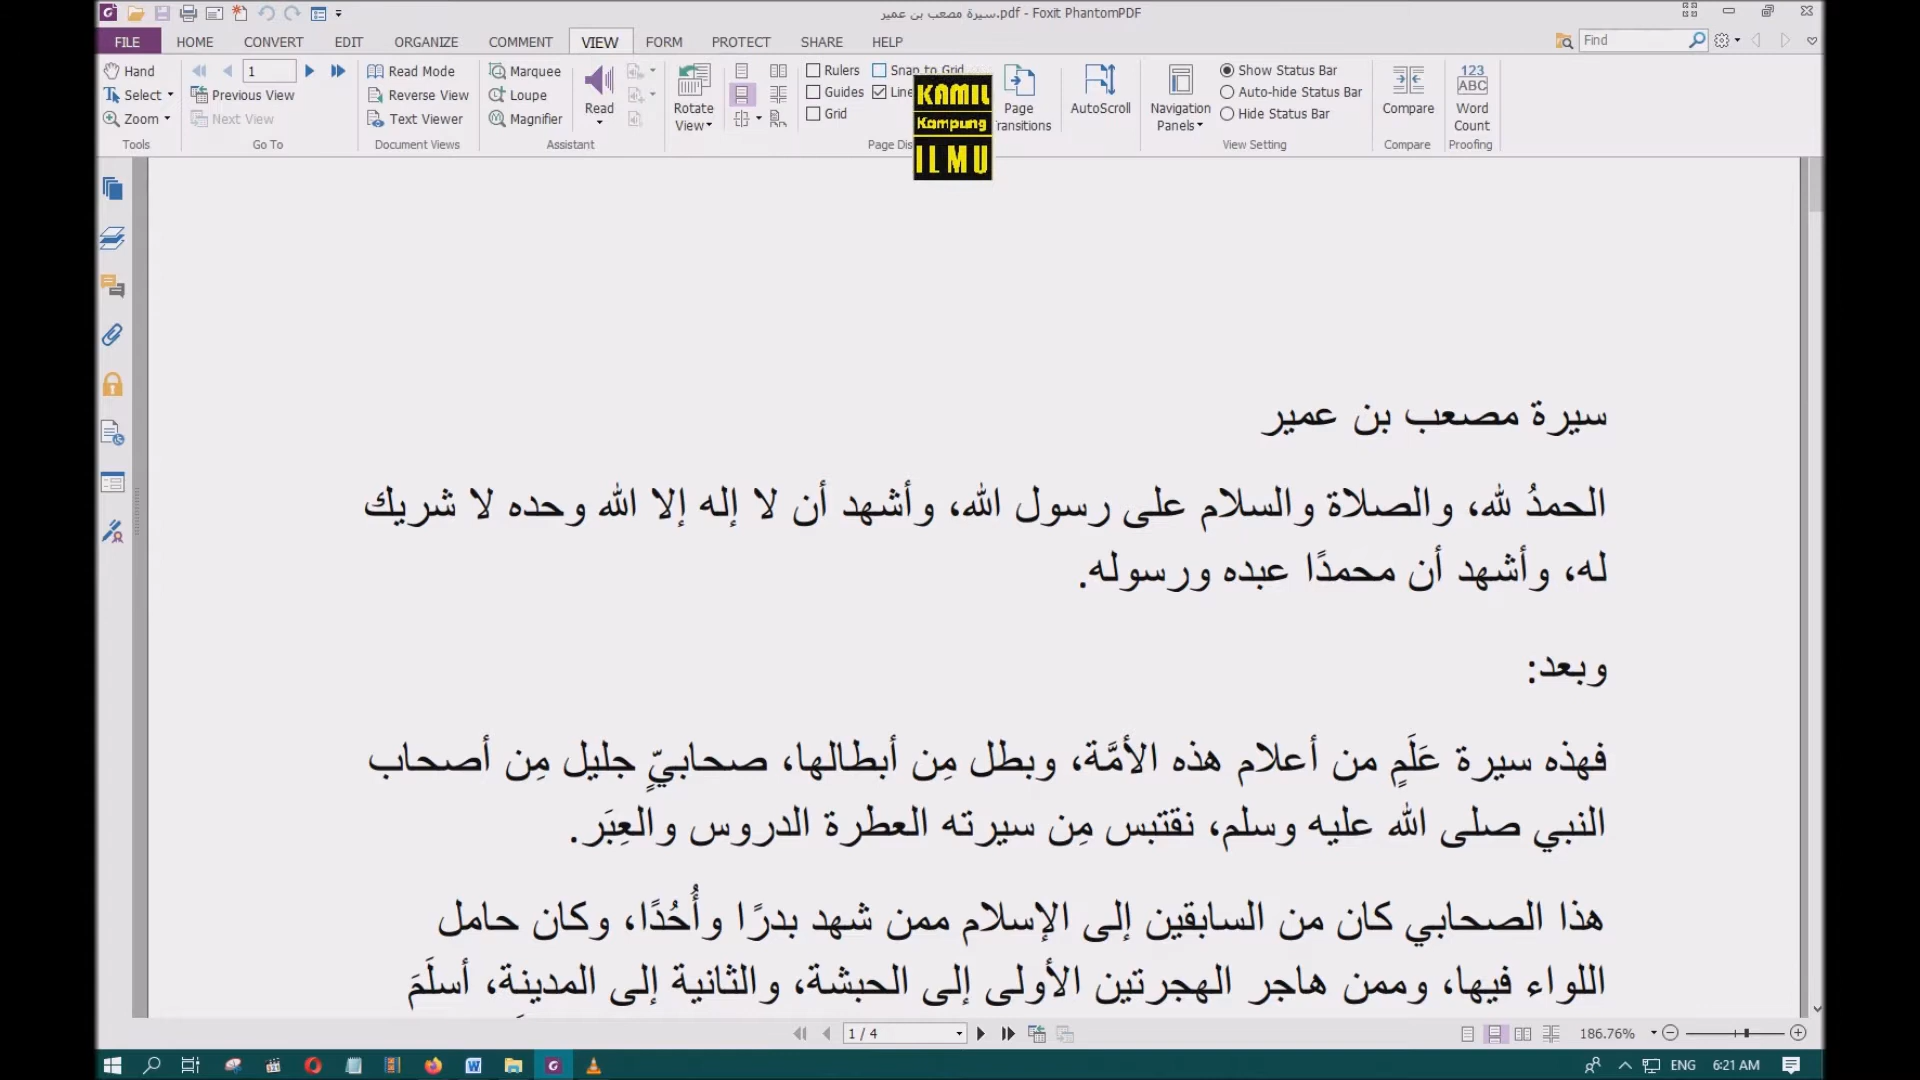 سيرة مصعب بن عمير.pdf - Foxit PhantomPDF
FILE HOME CONVERT EDIT ORGANIZE COMMENT VIEW FORM PROTECT SHARE HELP Find
Hand
Select
Zoom
Tools
1
Previous View
Next View
Go To
Read Mode
Reverse View
Text Viewer
Document Views
Marquee
Loupe
Magnifier
Assistant
Read
Rotate
View
Rulers
Guides
Grid
Snap to Grid
Line
Page Dis
KAMIL
Kampung
ILMU
Page
Transitions
AutoScroll
Navigation
Panels
Show Status Bar
Auto-hide Status Bar
Hide Status Bar
View Setting
Compare
Compare
123
ABC
Word
Count
Proofing
سيرة مصعب بن عمير
الحمدُ لله، والصلاة والسلام على رسول الله، وأشهد أن لا إله إلا الله وحده لا شريك
له، وأشهد أن محمدًا عبده ورسوله.
وبعد:
فهذه سيرة عَلَمٍ من أعلام هذه الأمَّة، وبطل مِن أبطالها، صحابيٍّ جليل مِن أصحاب
النبي صلى الله عليه وسلم، نقتبس مِن سيرته العطرة الدروس والعِبَر.
هذا الصحابي كان من السابقين إلى الإسلام ممن شهد بدرًا وأُحُدًا، وكان حامل
اللواء فيها، وممن هاجر الهجرتين الأولى إلى الحبشة، والثانية إلى المدينة، أسلَمَ
1 / 4
186.76%
ENG 6:21 AM